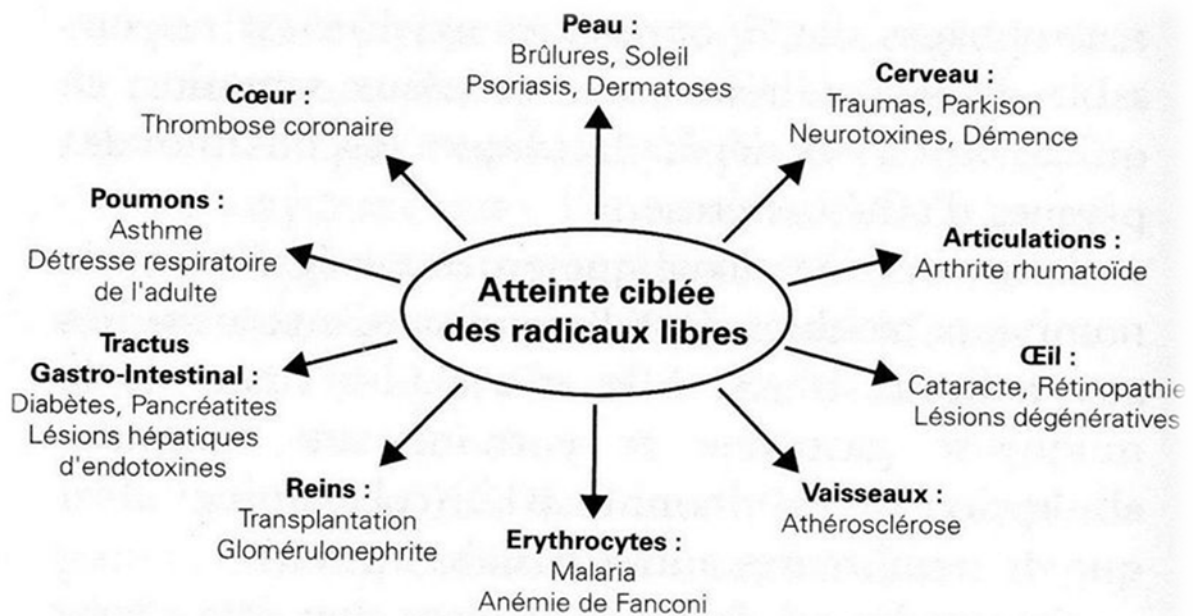 Peau :
Brûlures, Soleil
Psoriasis, Dermatoses
Cerveau :
Traumas, Parkison
Neurotoxines, Démence
Cœur :
Thrombose coronaire
Poumons :
Asthme
Détresse respiratoire
de l'adulte
Articulations :
Arthrite rhumatoïde
Atteinte ciblée
des radicaux libres
Tractus
Gastro-Intestinal :
Diabètes, Pancréatites
Lésions hépatiques
d'endotoxines
Œil :
Cataracte, Rétinopathie
Lésions dégénératives
Reins :
Transplantation
Glomérulonephrite
Vaisseaux :
Athérosclérose
Erythrocytes :
Malaria
Anémie de Fanconi